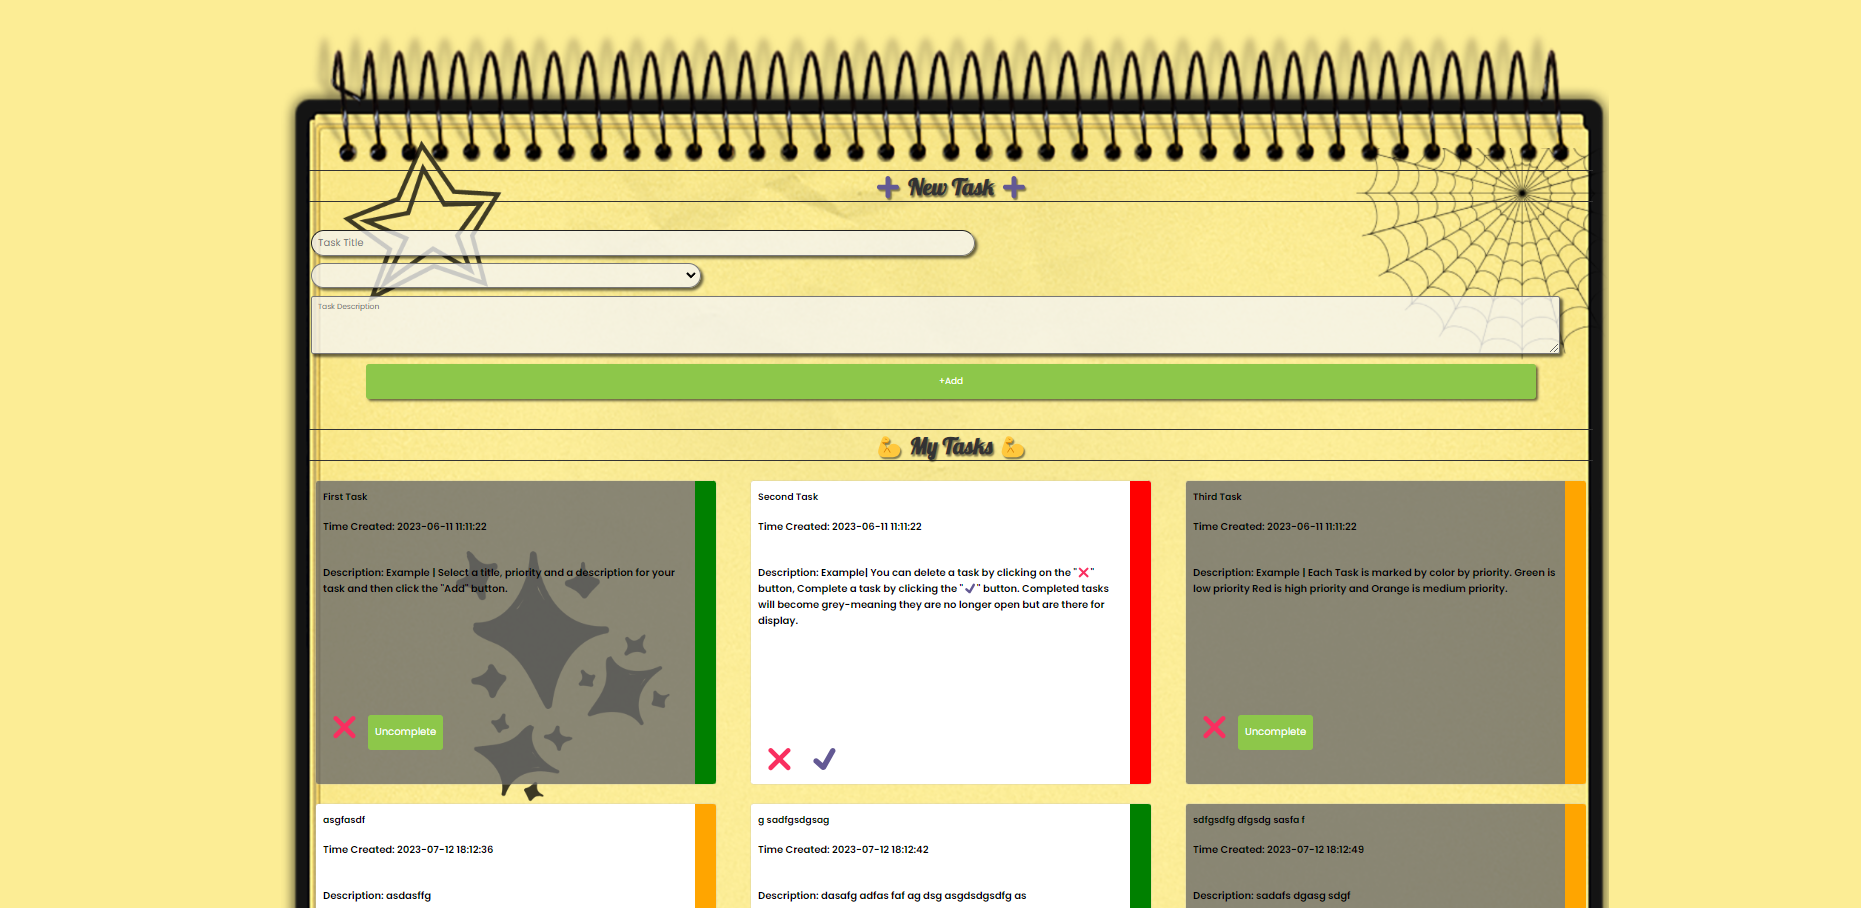 ➕ New Task ➕
Task Title
Task Description
+Add
💪 My Tasks 💪
First Task
Time Created: 2023-06-11 11:11:22
Description: Example | Select a title, priority and a description for your
task and then click the "Add" button.
❌ Uncomplete
Second Task
Time Created: 2023-06-11 11:11:22
Description: Example| You can delete a task by clicking on the "❌"
button, Complete a task by clicking the "✔" button. Completed tasks
will become grey-meaning they are no longer open but are there for
display.
❌ ✔
Third Task
Time Created: 2023-06-11 11:11:22
Description: Example | Each Task is marked by color by priority. Green is
low priority Red is high priority and Orange is medium priority.
❌ Uncomplete
asgfasdf
Time Created: 2023-07-12 18:12:36
Description: asdasffg
g sadfgsdgsag
Time Created: 2023-07-12 18:12:42
Description: dasafg adfas faf ag dsg asgdsdgsdfg as
sdfgsdfg dfgsdg sasfa f
Time Created: 2023-07-12 18:12:49
Description: sadafs dgasg sdgf